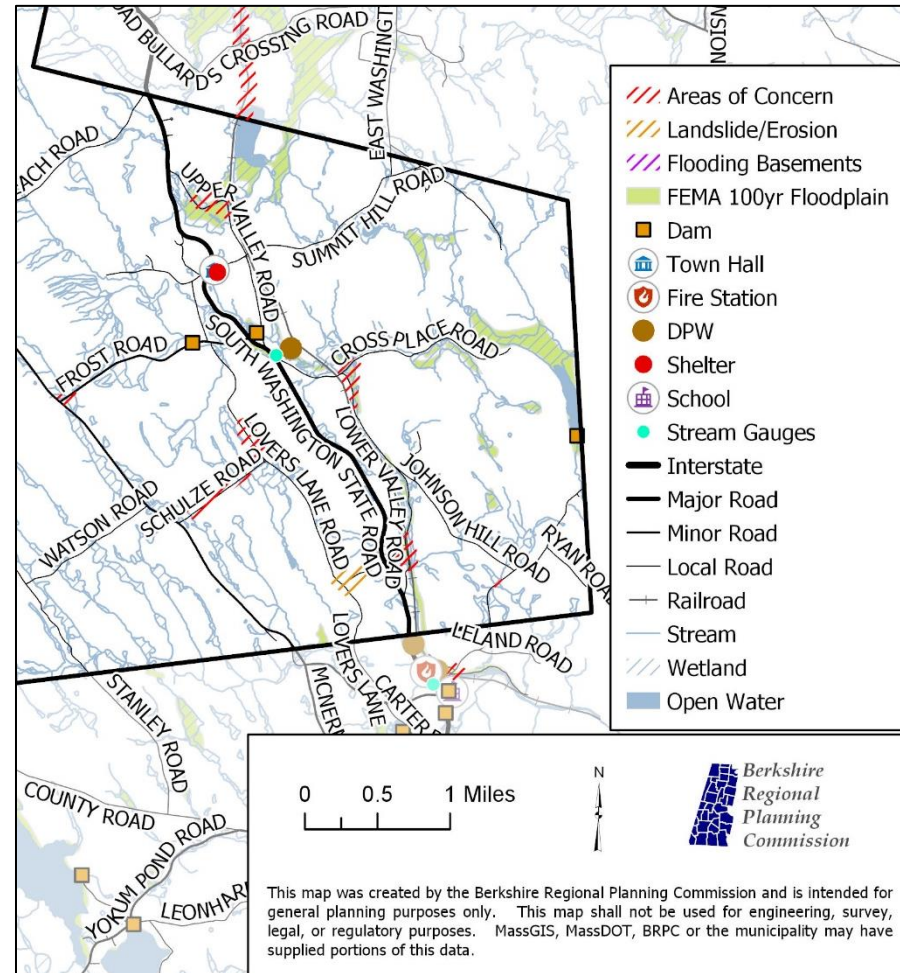 OAD BULLARDS CROSSING ROAD
EAST WASHINGT
NSION
EACH ROAD
UPPER VALLEY ROAD
SUMMIT HILL ROAD
FROST ROAD
SOUTH WASHINGTON STATE ROAD
CROSS PLACE ROAD
LOVERS LANE ROAD
LOWER VALLEY ROAD
SCHULZE ROAD
WATSON ROAD
JOHNSON HILL ROAD
RYAN ROAD
LELAND ROAD
LOVERS LANE
MCNERN
CARTER
STANLEY ROAD
COUNTY ROAD
YOKUM POND ROAD
LEONHAR
Areas of Concern
Landslide/Erosion
Flooding Basements
FEMA 100yr Floodplain
Dam
Town Hall
Fire Station
DPW
Shelter
School
Stream Gauges
Interstate
Major Road
Minor Road
Local Road
Railroad
Stream
Wetland
Open Water
0 0.5 1 Miles
N
Berkshire
Regional
Planning
Commission
This map was created by the Berkshire Regional Planning Commission and is intended for
general planning purposes only. This map shall not be used for engineering, survey,
legal, or regulatory purposes. MassGIS, MassDOT, BRPC or the municipality may have
supplied portions of this data.